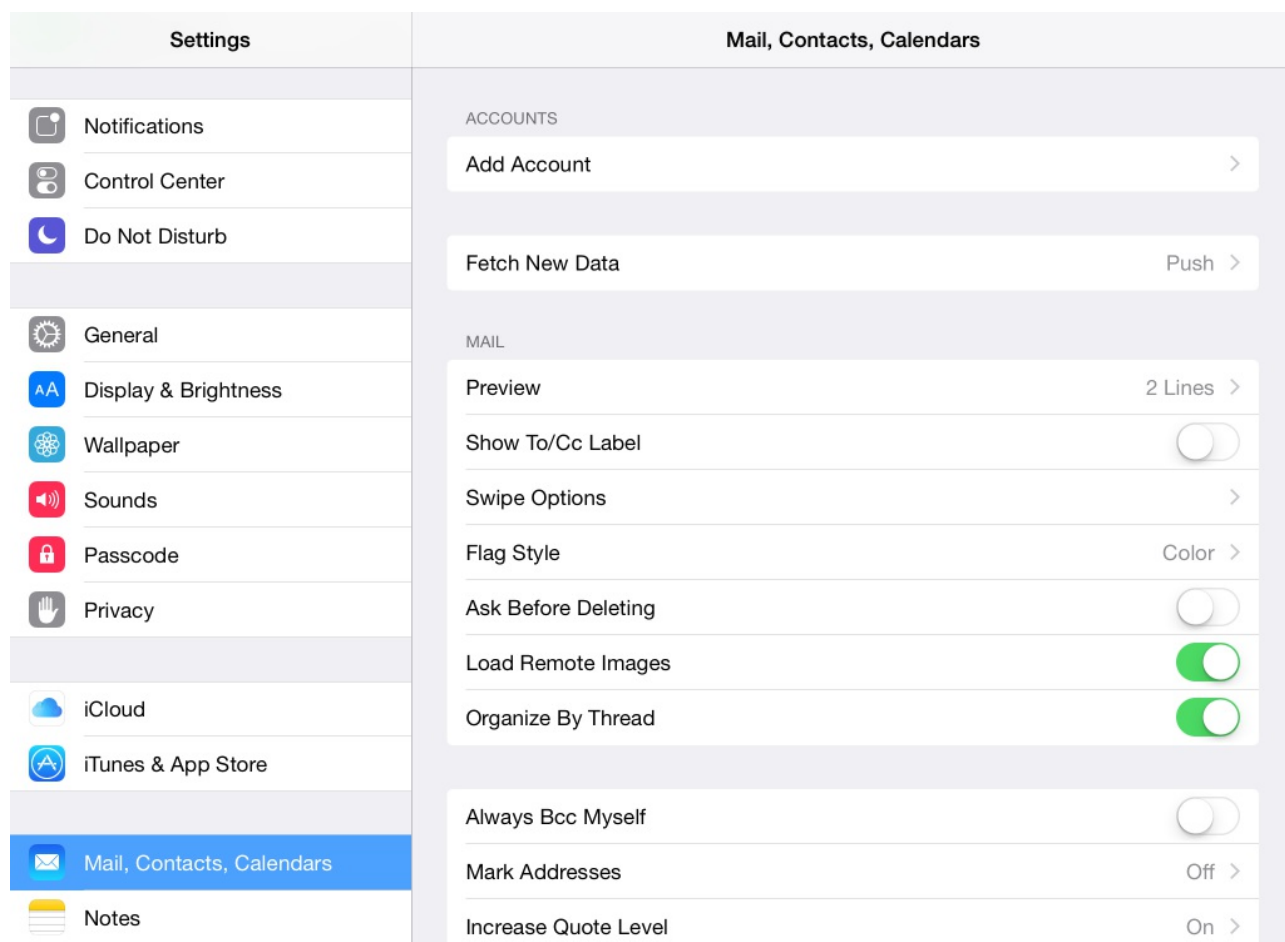 Settings
Notifications
Control Center
Do Not Disturb
General
AA
Display & Brightness
Wallpaper
Sounds
Passcode
Privacy
iCloud
iTunes & App Store
Mail, Contacts, Calendars
Notes
Mail, Contacts, Calendars
ACCOUNTS
Add Account
Fetch New Data Push
MAIL
Preview 2 Lines
Show To/Cc Label
Swipe Options
Flag Style Color
Ask Before Deleting
Load Remote Images
Organize By Thread
Always Bcc Myself
Mark Addresses Off
Increase Quote Level On